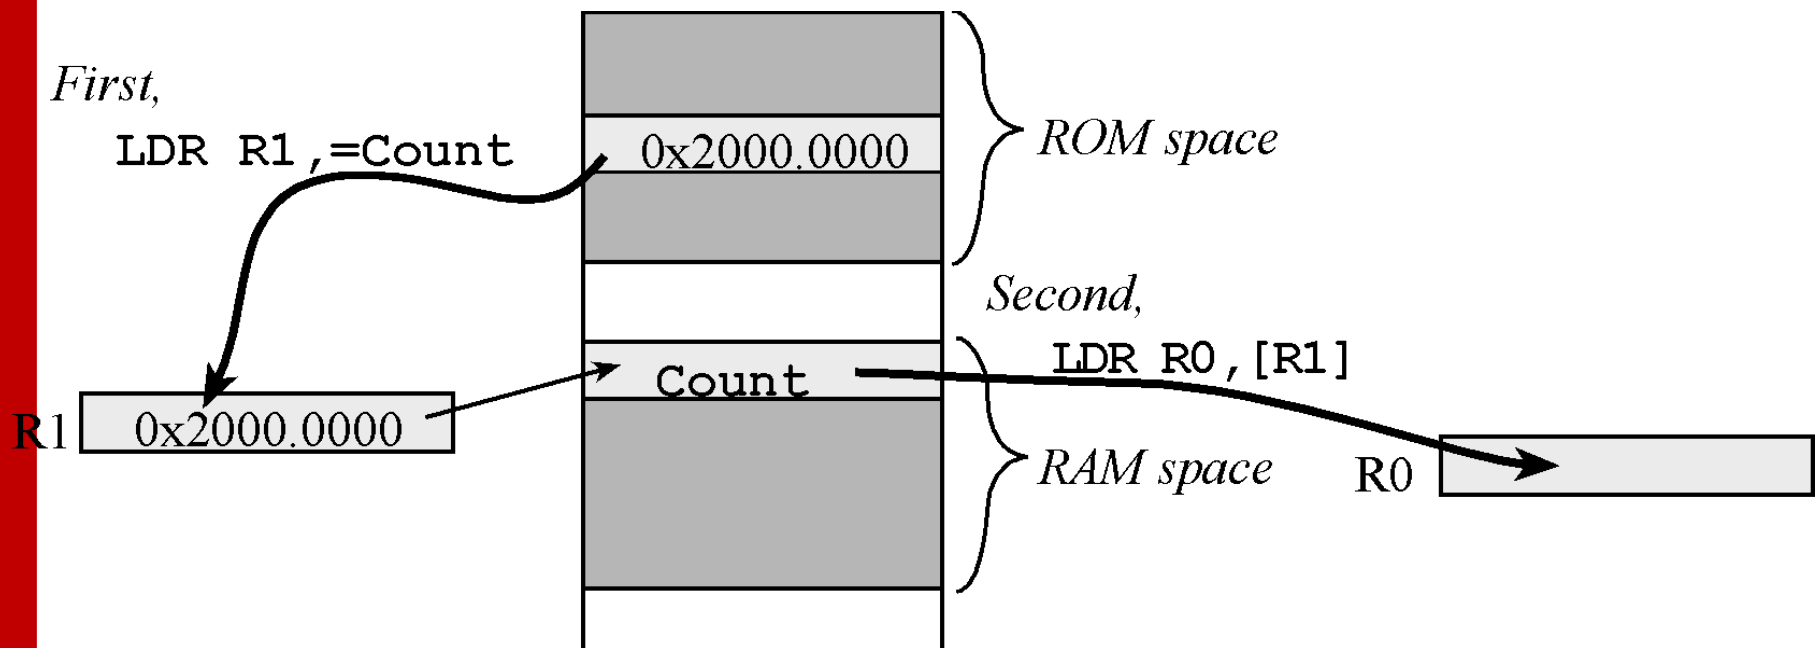 First,
LDR R1,=Count
0x2000.0000
ROM space
Second,
LDR R0,[R1]
Count
R1
0x2000.0000
RAM space
R0